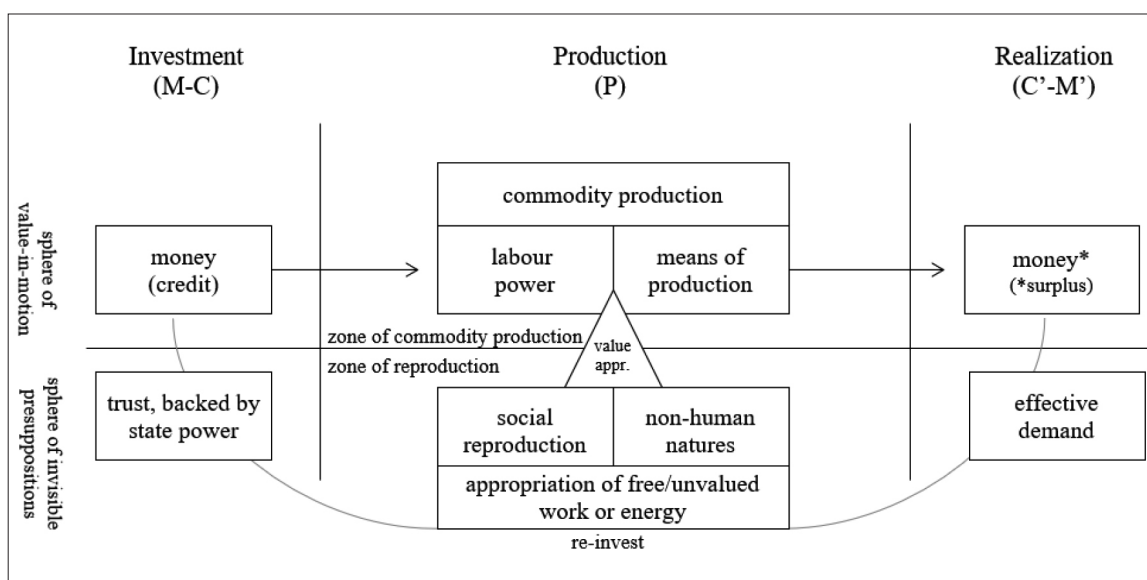 Investment
(M-C)
Production
(P)
Realization
(C’-M’)
sphere of
value-in-motion
money
(credit)
commodity production
labour
power
means of
production
money*
(*surplus)
zone of commodity production
zone of reproduction
value
appr.
sphere of invisible
presuppositions
trust, backed by
state power
social
reproduction
non-human
natures
appropriation of free/unvalued
work or energy
effective
demand
re-invest